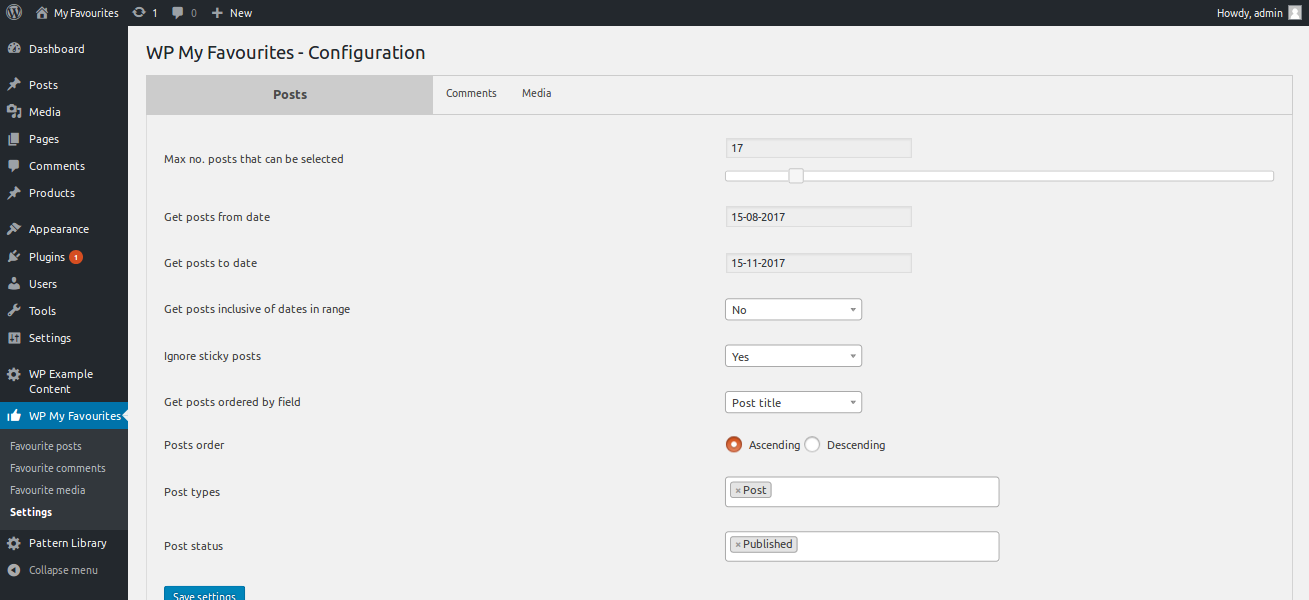 My Favourites 1 0 New Howdy, admin
Dashboard
Posts
Media
Pages
Comments
Products
Appearance
Plugins 1
Users
Tools
Settings
WP Example
Content
WP My Favourites
Favourite posts
Favourite comments
Favourite media
Settings
Pattern Library
Collapse menu
WP My Favourites - Configuration
Posts Comments Media
Max no. posts that can be selected 17
Get posts from date 15-08-2017
Get posts to date 15-11-2017
Get posts inclusive of dates in range No
Ignore sticky posts Yes
Get posts ordered by field Post title
Posts order Ascending Descending
Post types × Post
Post status × Published
Save settings